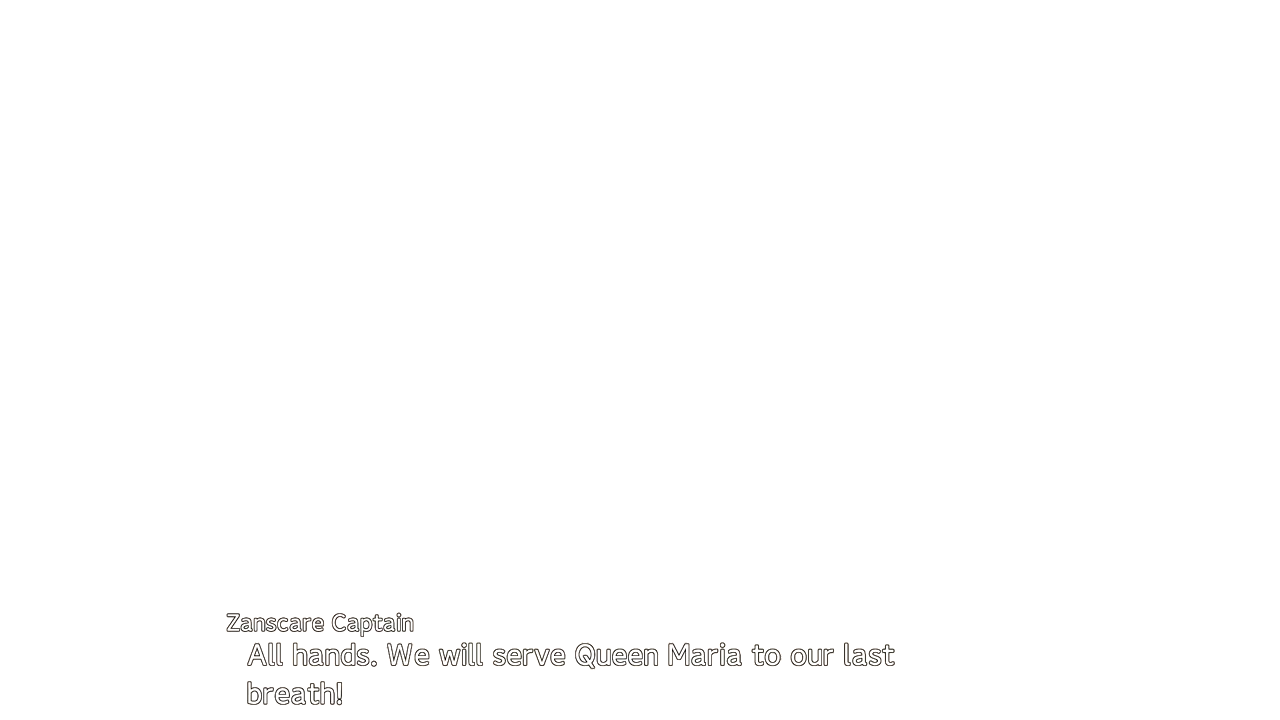 Zanscare Captain
All hands. We will serve Queen Maria to our last
breath!